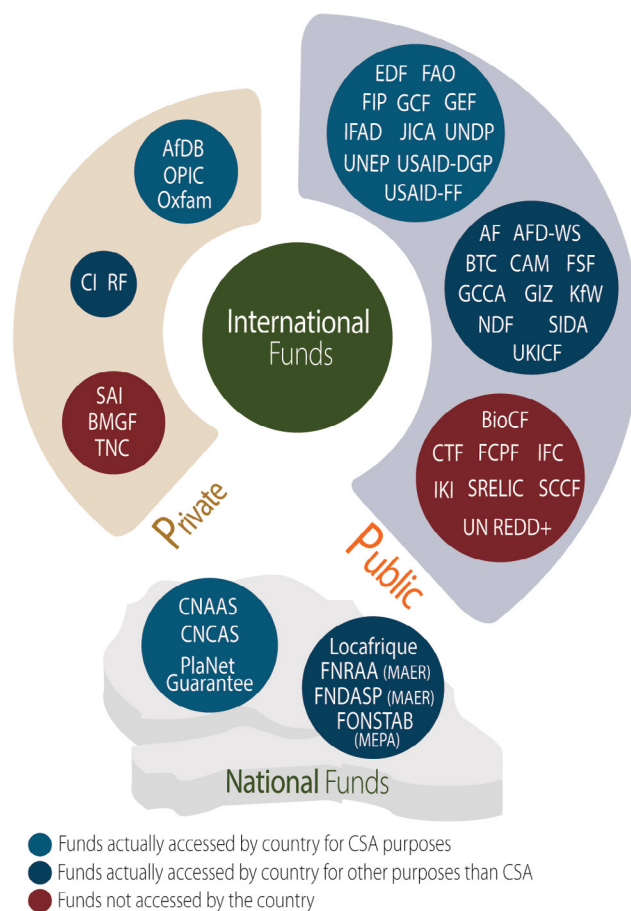 EDF FAO
FIP GCF GEF
IFAD JICA UNDP
UNEP USAID-DGP
USAID-FF
AfDB
OPIC
Oxfam
AF AFD-WS
BTC CAM FSF
GCCA GIZ KfW
NDF SIDA
UKICF
CI RF
International
Funds
SAI
BMGF
TNC
BioCF
CTF FCPF IFC
IKI SRELIC SCCF
UN REDD+
Private
Public
CNAAS
CNCAS
PlaNet
Guarantee
Locafrique
FNRAA (MAER)
FNDASP (MAER)
FONSTAB
(MEPA)
National Funds
Funds actually accessed by country for CSA purposes
Funds actually accessed by country for other purposes than CSA
Funds not accessed by the country